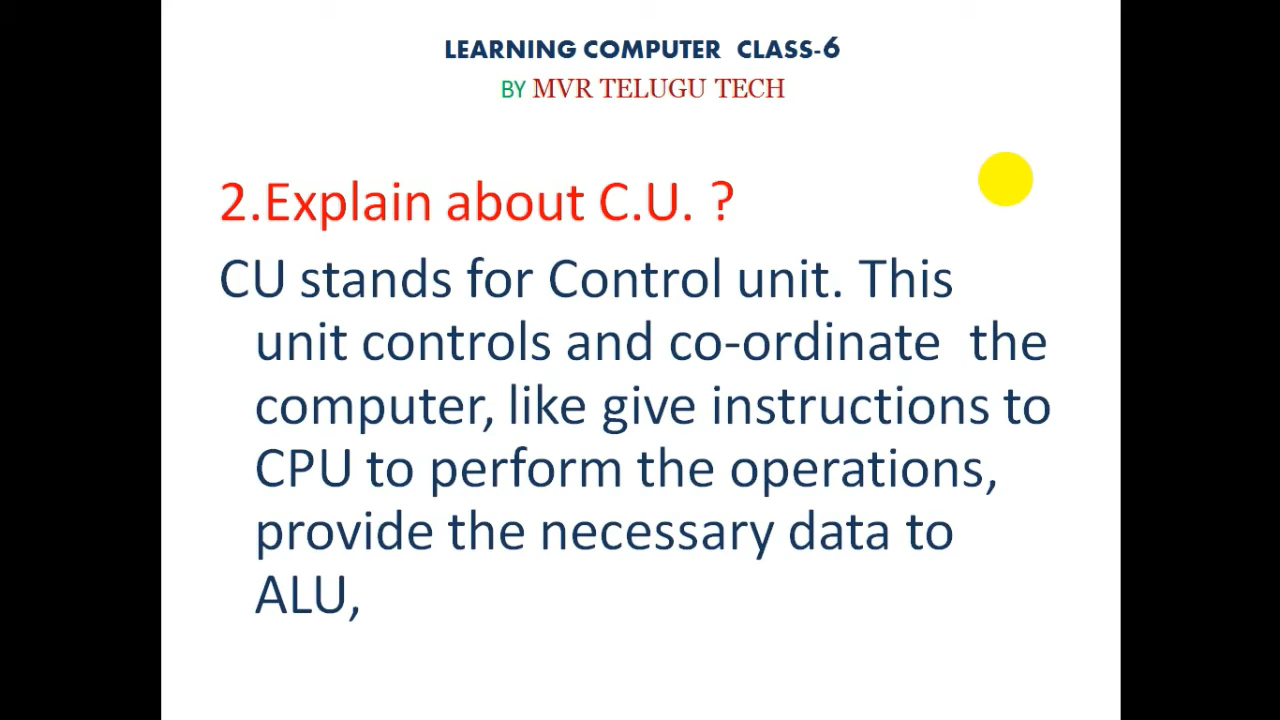 LEARNING COMPUTER CLASS-6
BY MVR TELUGU TECH
2.Explain about C.U. ?
CU stands for Control unit. This
unit controls and co-ordinate the
computer, like give instructions to
CPU to perform the operations,
provide the necessary data to
ALU,